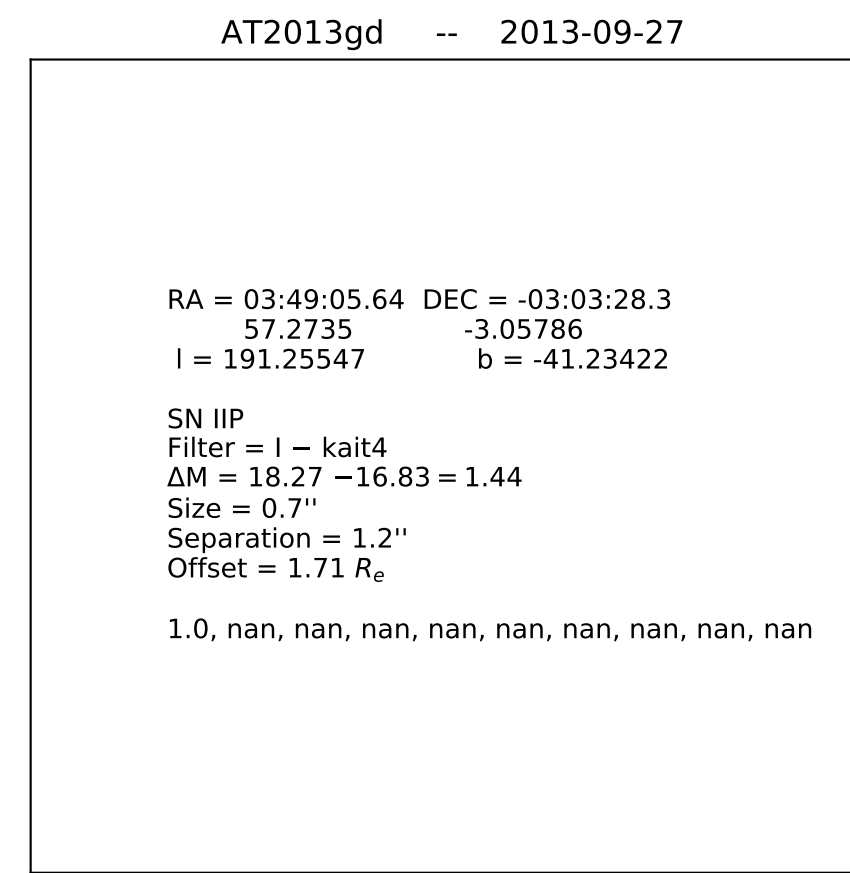 AT2013gd -- 2013-09-27
RA = 03:49:05.64 DEC = -03:03:28.3
57.2735 -3.05786
l = 191.25547 b = -41.23422
SN IIP
Filter = I − kait4
ΔM = 18.27 −16.83 = 1.44
Size = 0.7''
Separation = 1.2''
Offset = 1.71 Rₑ
1.0, nan, nan, nan, nan, nan, nan, nan, nan, nan